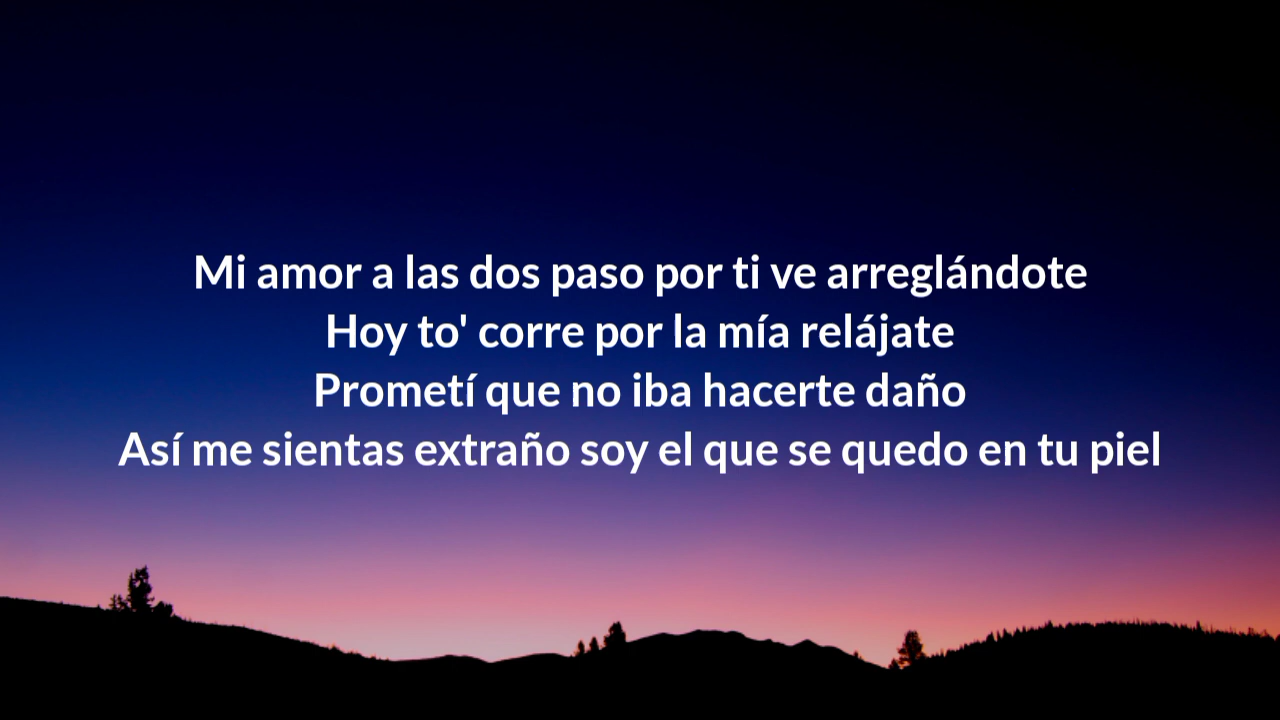 Mi amor a las dos paso por ti ve arreglándote
Hoy to' corre por la mía relájate
Prometí que no iba hacerte daño
Así me sientas extraño soy el que se quedo en tu piel